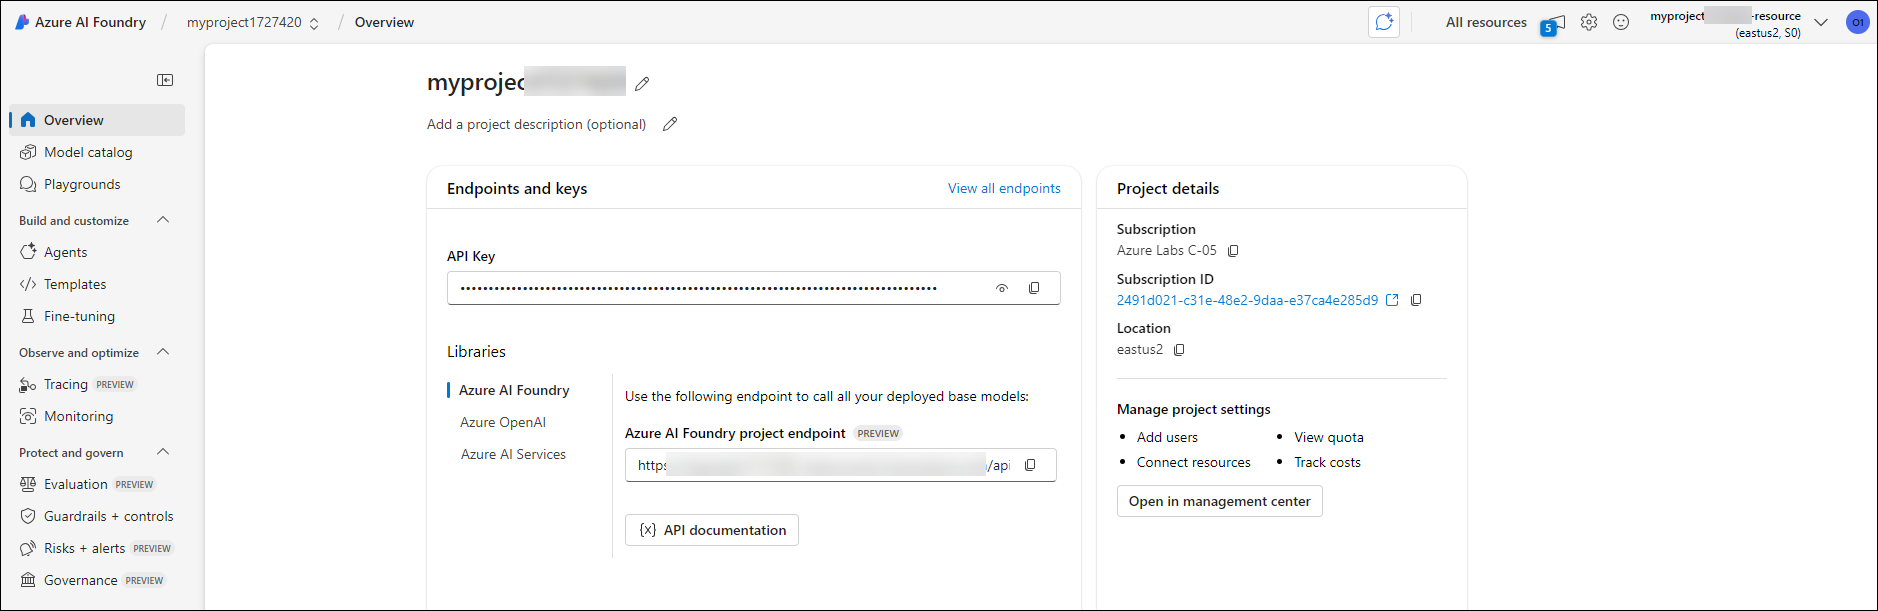 Azure AI Foundry / myproject1727420 / Overview
All resources
5
myproject -resource
(eastus2, S0)
O1
Overview
Model catalog
Playgrounds
Build and customize
Agents
Templates
Fine-tuning
Observe and optimize
Tracing PREVIEW
Monitoring
Protect and govern
Evaluation PREVIEW
Guardrails + controls
Risks + alerts PREVIEW
Governance PREVIEW
myprojec
Add a project description (optional)
Endpoints and keys
View all endpoints
API Key
Libraries
Azure AI Foundry
Azure OpenAI
Azure AI Services
Use the following endpoint to call all your deployed base models:
Azure AI Foundry project endpoint PREVIEW
https /api
{x} API documentation
Project details
Subscription
Azure Labs C-05
Subscription ID
2491d021-c31e-48e2-9daa-e37ca4e285d9
Location
eastus2
Manage project settings
• Add users
• View quota
• Connect resources
• Track costs
Open in management center